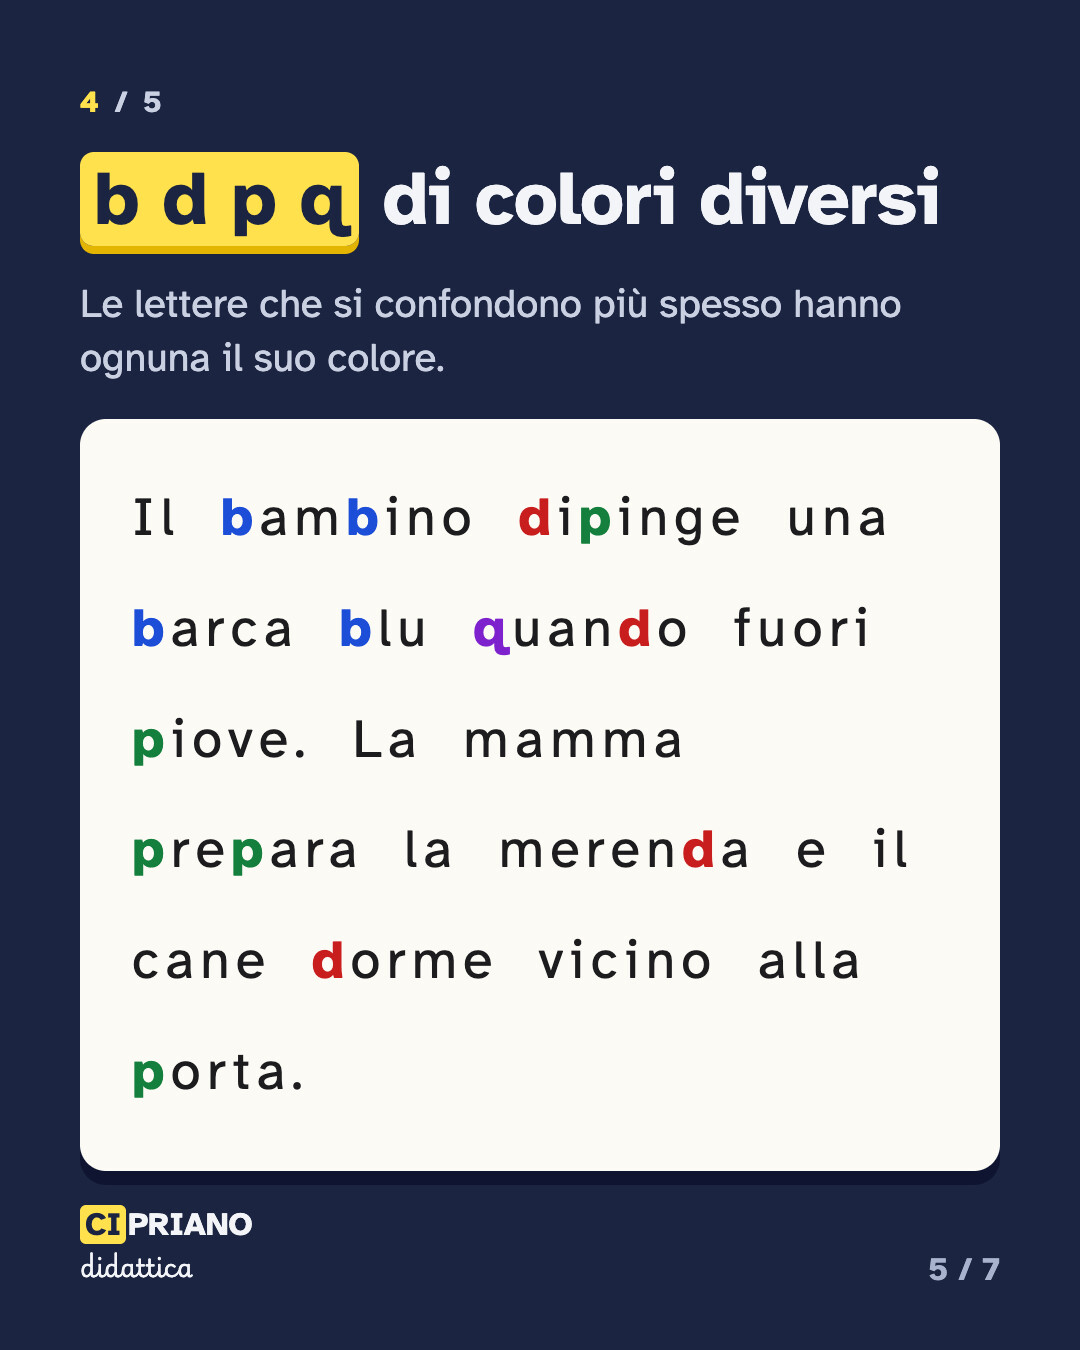 4 / 5
b d p q di colori diversi
Le lettere che si confondono più spesso hanno
ognuna il suo colore.
Il bambino dipinge una
barca blu quando fuori
piove. La mamma
prepara la merenda e il
cane dorme vicino alla
porta.
CIPRIANO
didattica
5 / 7